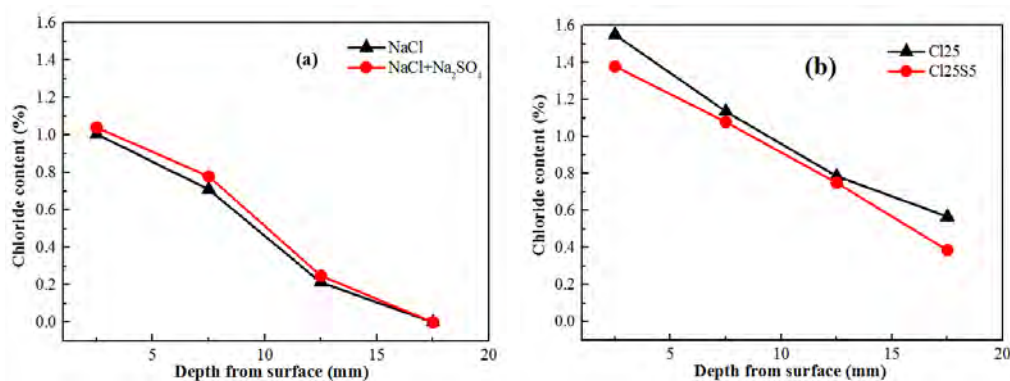 1.6
1.4
1.2
1.0
0.8
0.6
0.4
0.2
0.0
5
10
15
20
Chloride content (%)
Depth from surface (mm)
(a)
NaCl
NaCl+Na₂SO₄
1.6
1.4
1.2
1.0
0.8
0.6
0.4
0.2
0.0
5
10
15
20
Chloride content (%)
Depth from surface (mm)
(b)
Cl25
Cl25S5